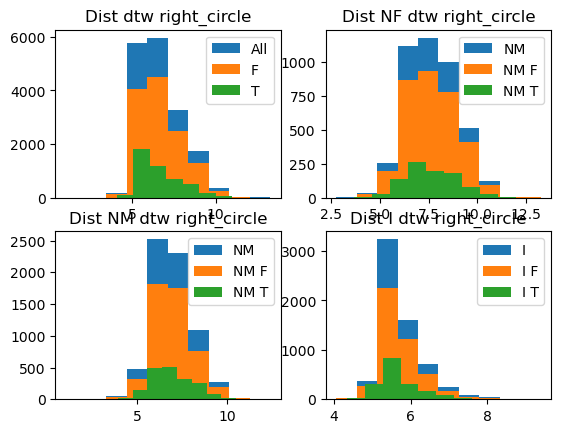 Dist dtw right_circle
6000
4000
2000
0
5
10
All
F
T
Dist NF dtw right_circle
1000
750
500
250
0
2.5
5.0
7.5
10.0
12.5
NM
NM F
NM T
Dist NM dtw right_circle
2500
2000
1500
1000
500
0
5
10
NM
NM F
NM T
Dist I dtw right_circle
3000
2000
1000
0
4
6
8
I
I F
I T